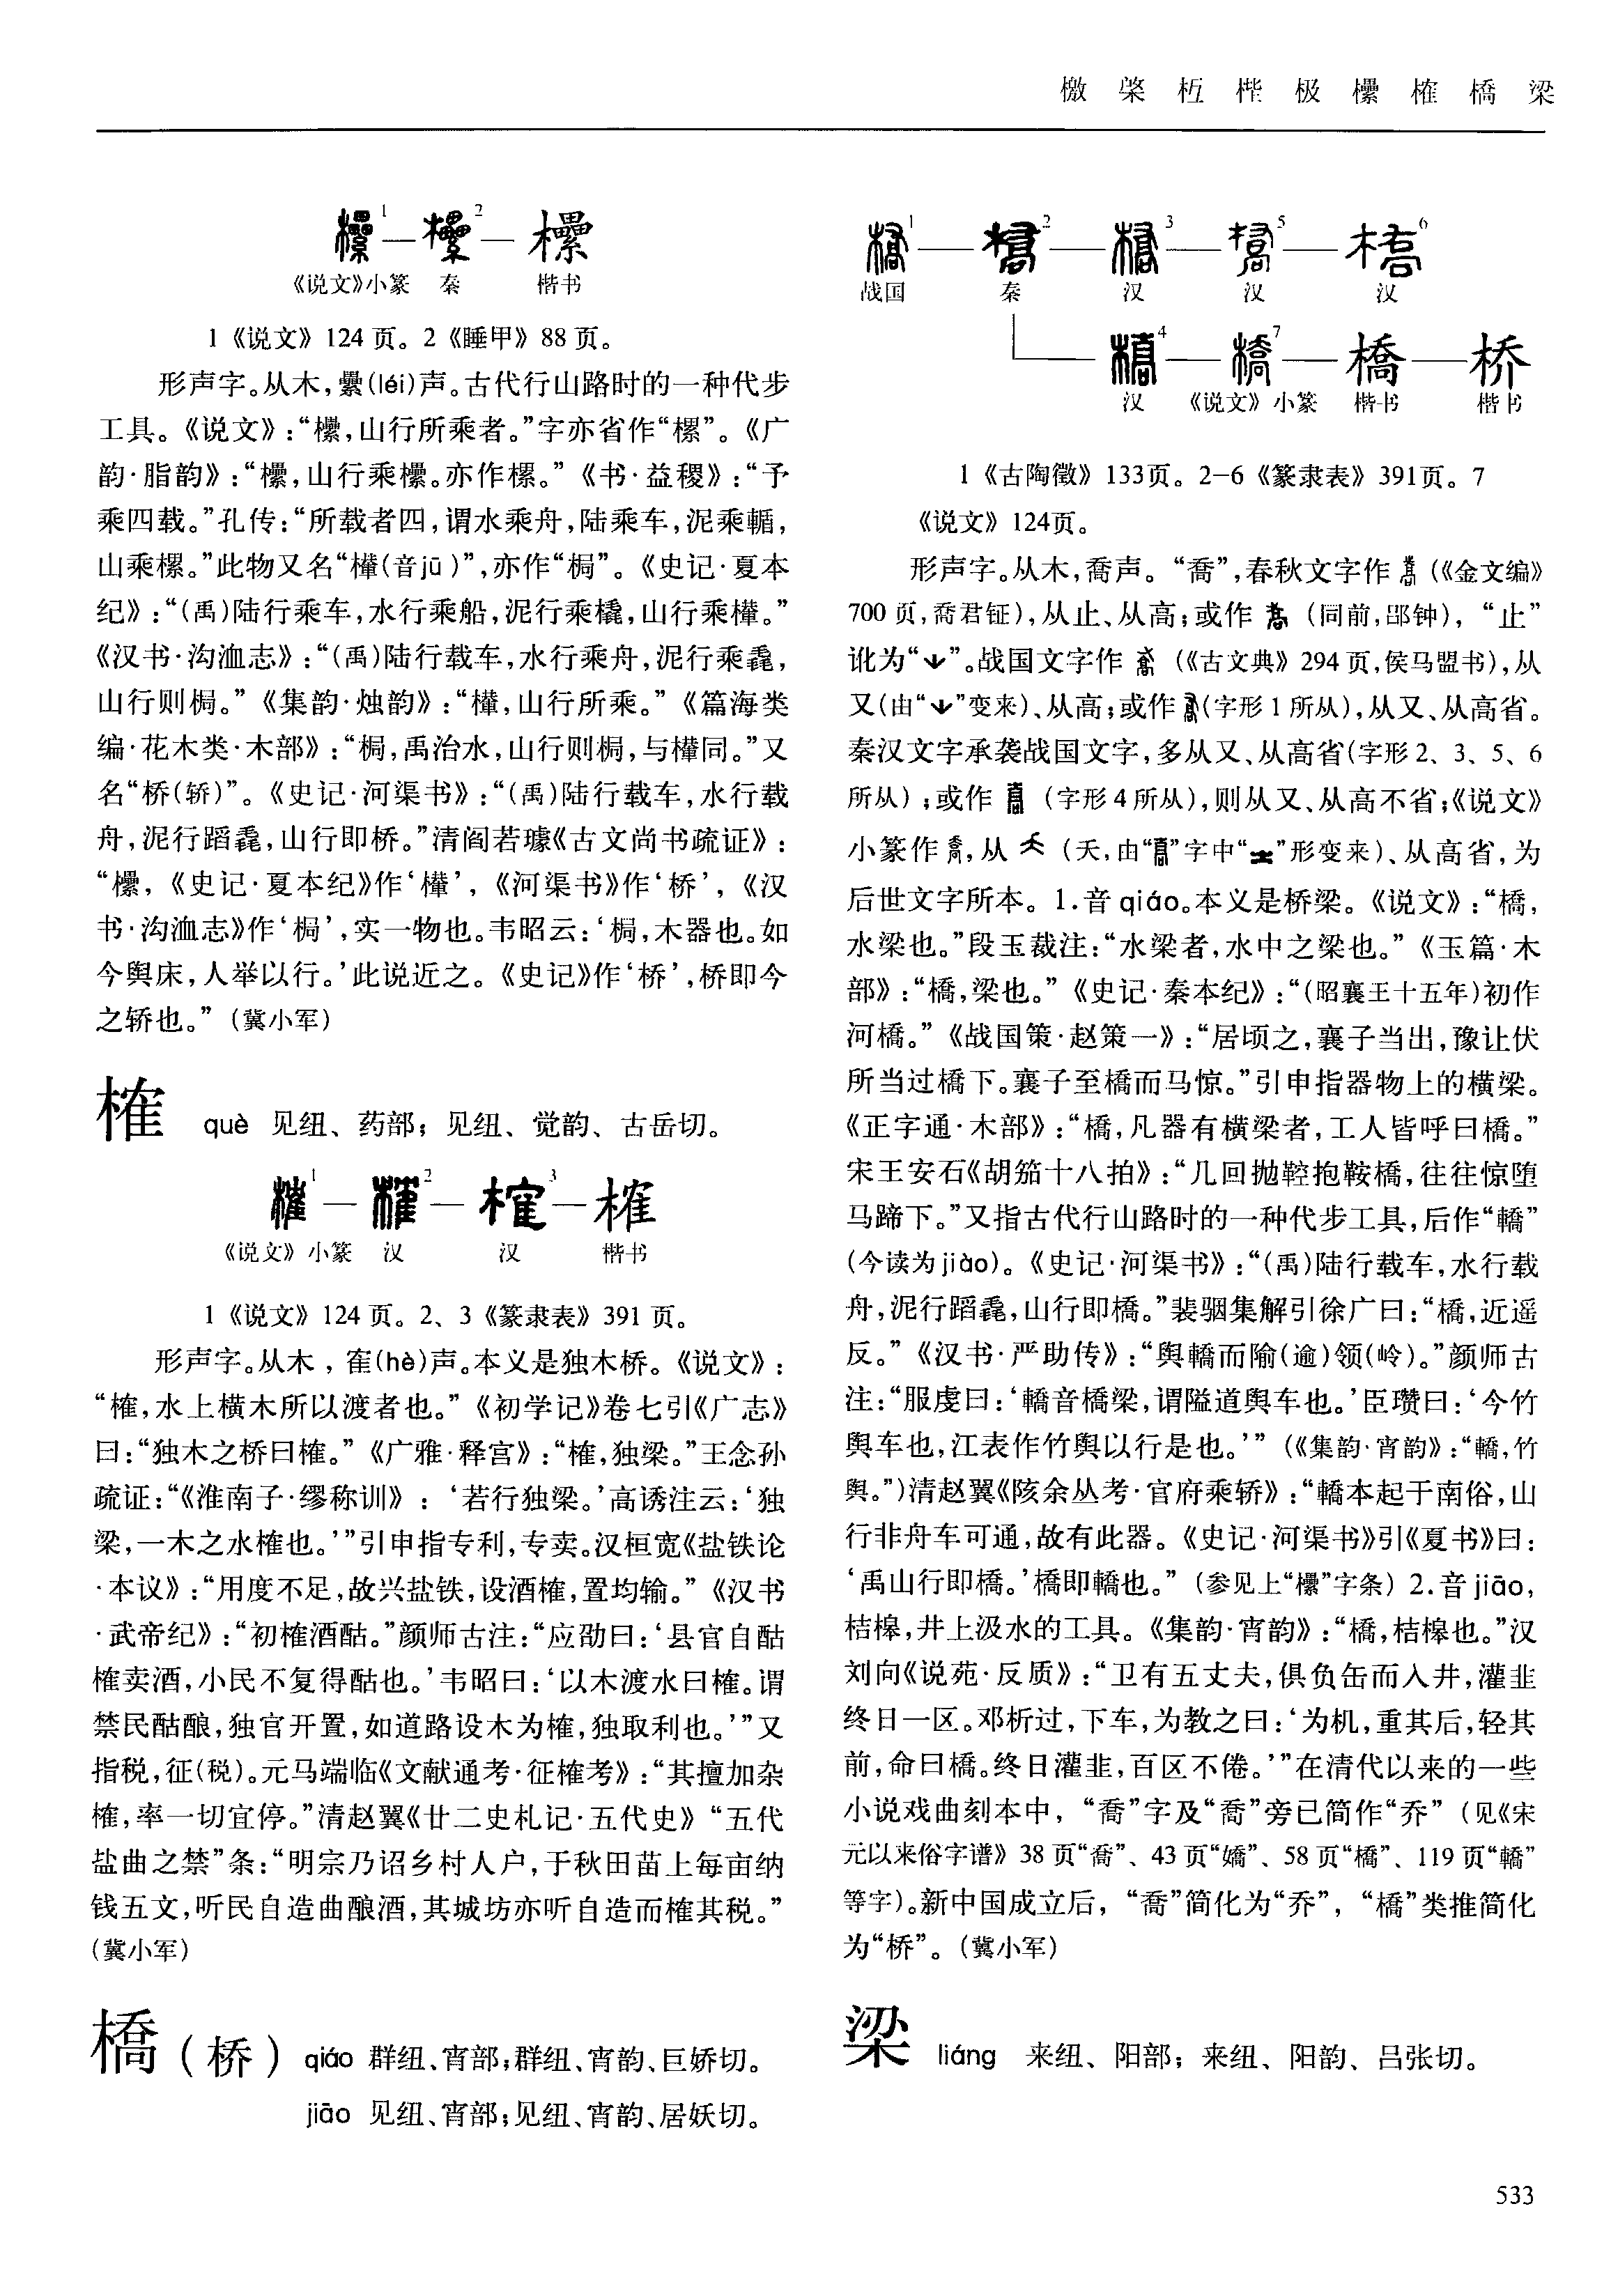 檄 棨 枑 梐 极 欙 榷 橋 梁
1 2
《说文》小篆 秦 楷书
1《说文》124页。2《睡甲》88页。
形声字。从木，纍(léi)声。古代行山路时的一种代步
工具。《说文》：“欙，山行所乘者。”字亦省作“樏”。《广
韵·脂韵》：“欙，山行乘欙。亦作樏。”《书·益稷》：“予
乘四载。”孔传：“所载者四，谓水乘舟，陆乘车，泥乘輴，
山乘樏。”此物又名“檋(音jū)”，亦作“梮”。《史记·夏本
纪》：“(禹)陆行乘车，水行乘船，泥行乘橇，山行乘檋。”
《汉书·沟洫志》：“(禹)陆行载车，水行乘舟，泥行乘毳，
山行则梮。”《集韵·烛韵》：“檋，山行所乘。”《篇海类
编·花木类·木部》：“梮，禹治水，山行则梮，与檋同。”又
名“桥(轿)”。《史记·河渠书》：“(禹)陆行载车，水行载
舟，泥行蹈毳，山行即桥。”清阎若璩《古文尚书疏证》：
“欙，《史记·夏本纪》作‘檋’，《河渠书》作‘桥’，《汉
书·沟洫志》作‘梮’，实一物也。韦昭云：‘梮，木器也。如
今舆床，人举以行。’此说近之。《史记》作‘桥’，桥即今
之轿也。”（冀小军）
榷 què 见纽、药部；见纽、觉韵、古岳切。
1 2 3
《说文》小篆 汉 汉 楷书
1《说文》124页。2、3《篆隶表》391页。
形声字。从木，隺(hè)声。本义是独木桥。《说文》：
“榷，水上横木所以渡者也。”《初学记》卷七引《广志》
曰：“独木之桥曰榷。”《广雅·释宫》：“榷，独梁。”王念孙
疏证：“《淮南子·缪称训》：‘若行独梁。’高诱注云：‘独
梁，一木之水榷也。’”引申指专利，专卖。汉桓宽《盐铁论
·本议》：“用度不足，故兴盐铁，设酒榷，置均输。”《汉书
·武帝纪》：“初榷酒酤。”颜师古注：“应劭曰：‘县官自酤
榷卖酒，小民不复得酤也。’韦昭曰：‘以木渡水曰榷。谓
禁民酤酿，独官开置，如道路设木为榷，独取利也。’”又
指税，征(税)。元马端临《文献通考·征榷考》：“其擅加杂
榷，率一切宜停。”清赵翼《廿二史札记·五代史》“五代
盐曲之禁”条：“明宗乃诏乡村人户，于秋田苗上每亩纳
钱五文，听民自造曲酿酒，其城坊亦听自造而榷其税。”
（冀小军）
橋（桥）qiáo 群纽、宵部；群纽、宵韵、巨娇切。
jiāo 见纽、宵部；见纽、宵韵、居妖切。
1 2 3 5 6
战国 秦 汉 汉 汉
4 7 橋 桥
汉 《说文》小篆 楷书 楷书
1《古陶徵》133页。2-6《篆隶表》391页。7
《说文》124页。
形声字。从木，喬声。“喬”，春秋文字作 (《金文编》
700页，喬君钲)，从止、从高；或作 (同前，郘钟)，“止”
讹为“ ”。战国文字作 (《古文典》294页，侯马盟书)，从
又(由“ ”变来)、从高；或作 (字形1所从)，从又、从高省。
秦汉文字承袭战国文字，多从又、从高省(字形2、3、5、6
所从)；或作 (字形4所从)，则从又、从高不省；《说文》
小篆作 ，从 (夭，由“ ”字中“ ”形变来)、从高省，为
后世文字所本。1.音qiáo。本义是桥梁。《说文》：“橋，
水梁也。”段玉裁注：“水梁者，水中之梁也。”《玉篇·木
部》：“橋，梁也。”《史记·秦本纪》：“(昭襄王十五年)初作
河橋。”《战国策·赵策一》：“居顷之，襄子当出，豫让伏
所当过橋下。襄子至橋而马惊。”引申指器物上的横梁。
《正字通·木部》：“橋，凡器有横梁者，工人皆呼曰橋。”
宋王安石《胡笳十八拍》：“几回抛鞚抱鞍橋，往往惊堕
马蹄下。”又指古代行山路时的一种代步工具，后作“轎”
(今读为jiào)。《史记·河渠书》：“(禹)陆行载车，水行载
舟，泥行蹈毳，山行即橋。”裴骃集解引徐广曰：“橋，近遥
反。”《汉书·严助传》：“舆轎而隃(逾)领(岭)。”颜师古
注：“服虔曰：‘轎音橋梁，谓隘道舆车也。’臣瓒曰：‘今竹
舆车也，江表作竹舆以行是也。’”(《集韵·宵韵》：“轎，竹
舆。”)清赵翼《陔余丛考·官府乘轿》：“轎本起于南俗，山
行非舟车可通，故有此器。《史记·河渠书》引《夏书》曰：
‘禹山行即橋。’橋即轎也。”(参见上“欙”字条) 2.音jiāo，
桔槔，井上汲水的工具。《集韵·宵韵》：“橋，桔槔也。”汉
刘向《说苑·反质》：“卫有五丈夫，俱负缶而入井，灌韭
终日一区。邓析过，下车，为教之曰：‘为机，重其后，轻其
前，命曰橋。终日灌韭，百区不倦。’”在清代以来的一些
小说戏曲刻本中，“喬”字及“喬”旁已简作“乔”(见《宋
元以来俗字谱》38页“喬”、43页“嬌”、58页“橋”、119页“轎”
等字)。新中国成立后，“喬”简化为“乔”，“橋”类推简化
为“桥”。（冀小军）
梁 liáng 来纽、阳部；来纽、阳韵、吕张切。
533